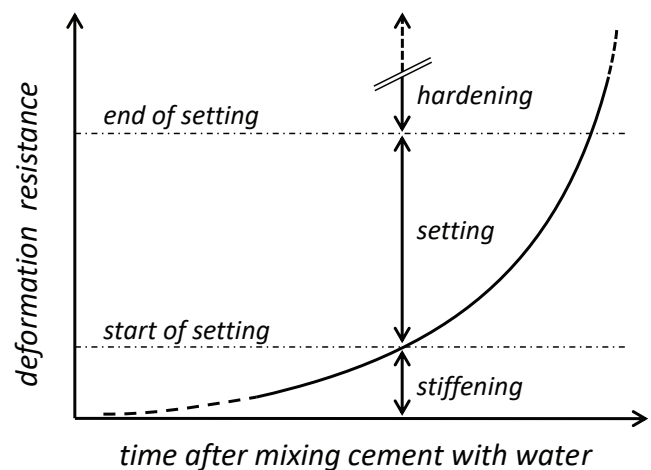 deformation resistance
hardening
end of setting
setting
start of setting
stiffening
time after mixing cement with water